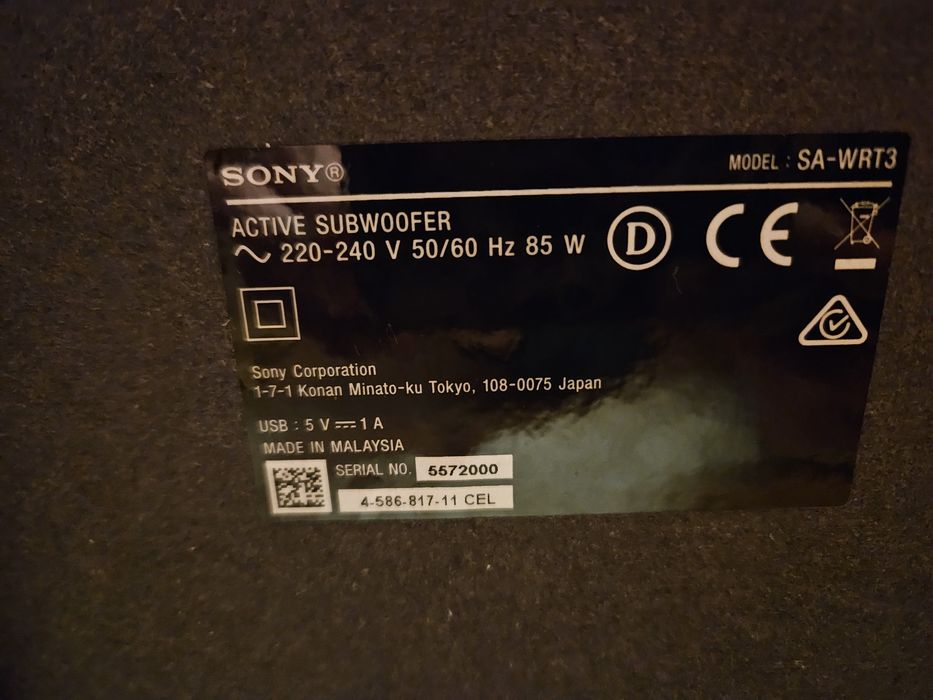 SONY®
MODEL : SA-WRT3
ACTIVE SUBWOOFER
~ 220-240 V 50/60 Hz 85 W
D
CE
Sony Corporation
1-7-1 Konan Minato-ku Tokyo, 108-0075 Japan
USB : 5 V ⎓ 1 A
MADE IN MALAYSIA
SERIAL NO. 5572000
4-586-817-11 CEL